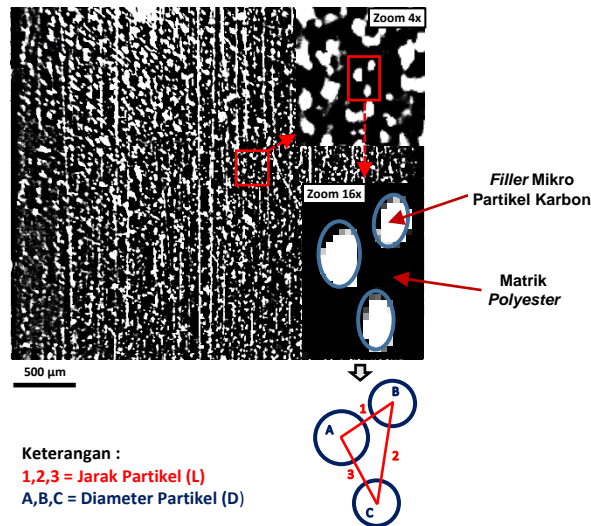 Zoom 4x
Zoom 16x
Filler Mikro
Partikel Karbon
Matrik
Polyester
500 µm
B
1
A
2
3
C
Keterangan :
1,2,3 = Jarak Partikel (L)
A,B,C = Diameter Partikel (D)